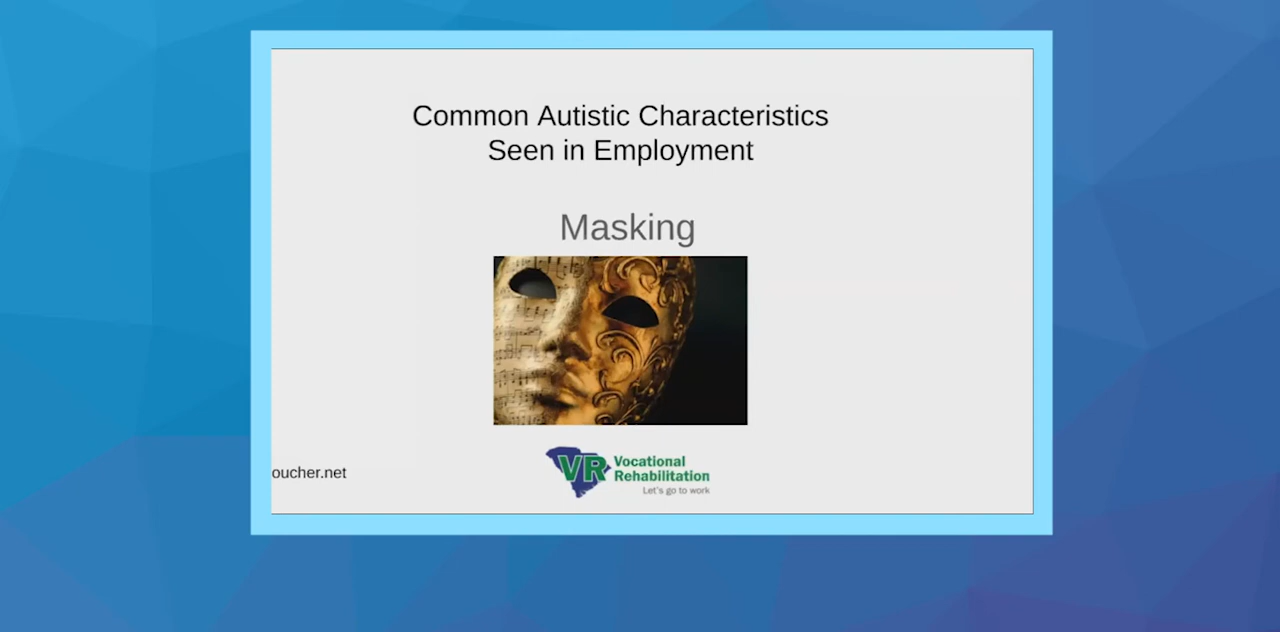 Common Autistic Characteristics
Seen in Employment
Masking
oucher.net
VR
Vocational
Rehabilitation
Let's go to work